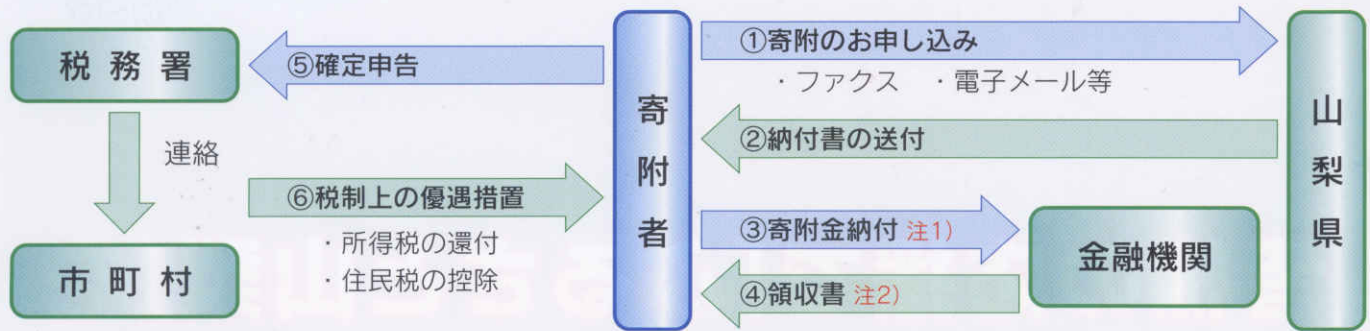 税務署
⑤確定申告
連絡
⑥税制上の優遇措置
・所得税の還付
・住民税の控除
市町村
寄附者
①寄附のお申し込み
・ファクス ・電子メール等
②納付書の送付
③寄附金納付 注1)
④領収書 注2)
金融機関
山梨県